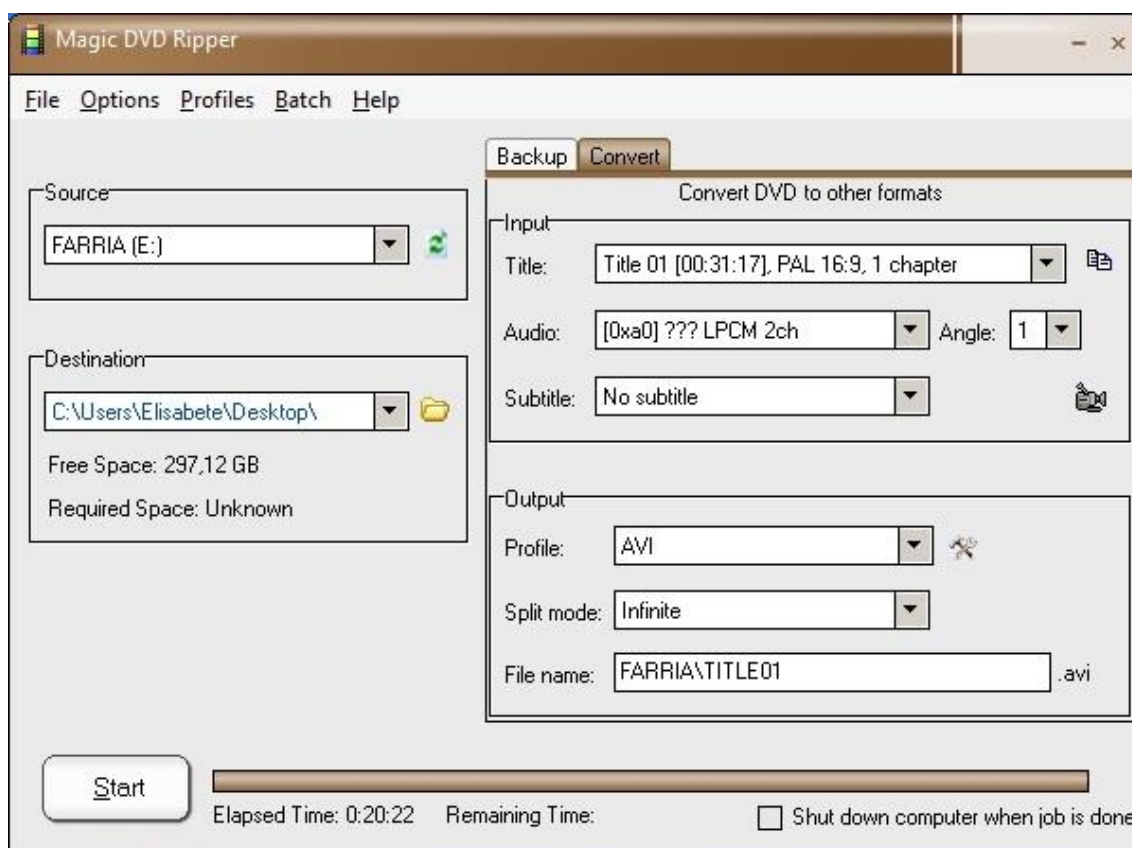 Magic DVD Ripper
File Options Profiles Batch Help
Source
FARRIA (E:)
Destination
C:\Users\Elisabete\Desktop\
Free Space: 297,12 GB
Required Space: Unknown
Backup Convert
Convert DVD to other formats
Input
Title: Title 01 [00:31:17], PAL 16:9, 1 chapter
Audio: [0xa0] ??? LPCM 2ch Angle: 1
Subtitle: No subtitle
Output
Profile: AVI
Split mode: Infinite
File name: FARRIA\TITLE01 .avi
Start
Elapsed Time: 0:20:22 Remaining Time: Shut down computer when job is done